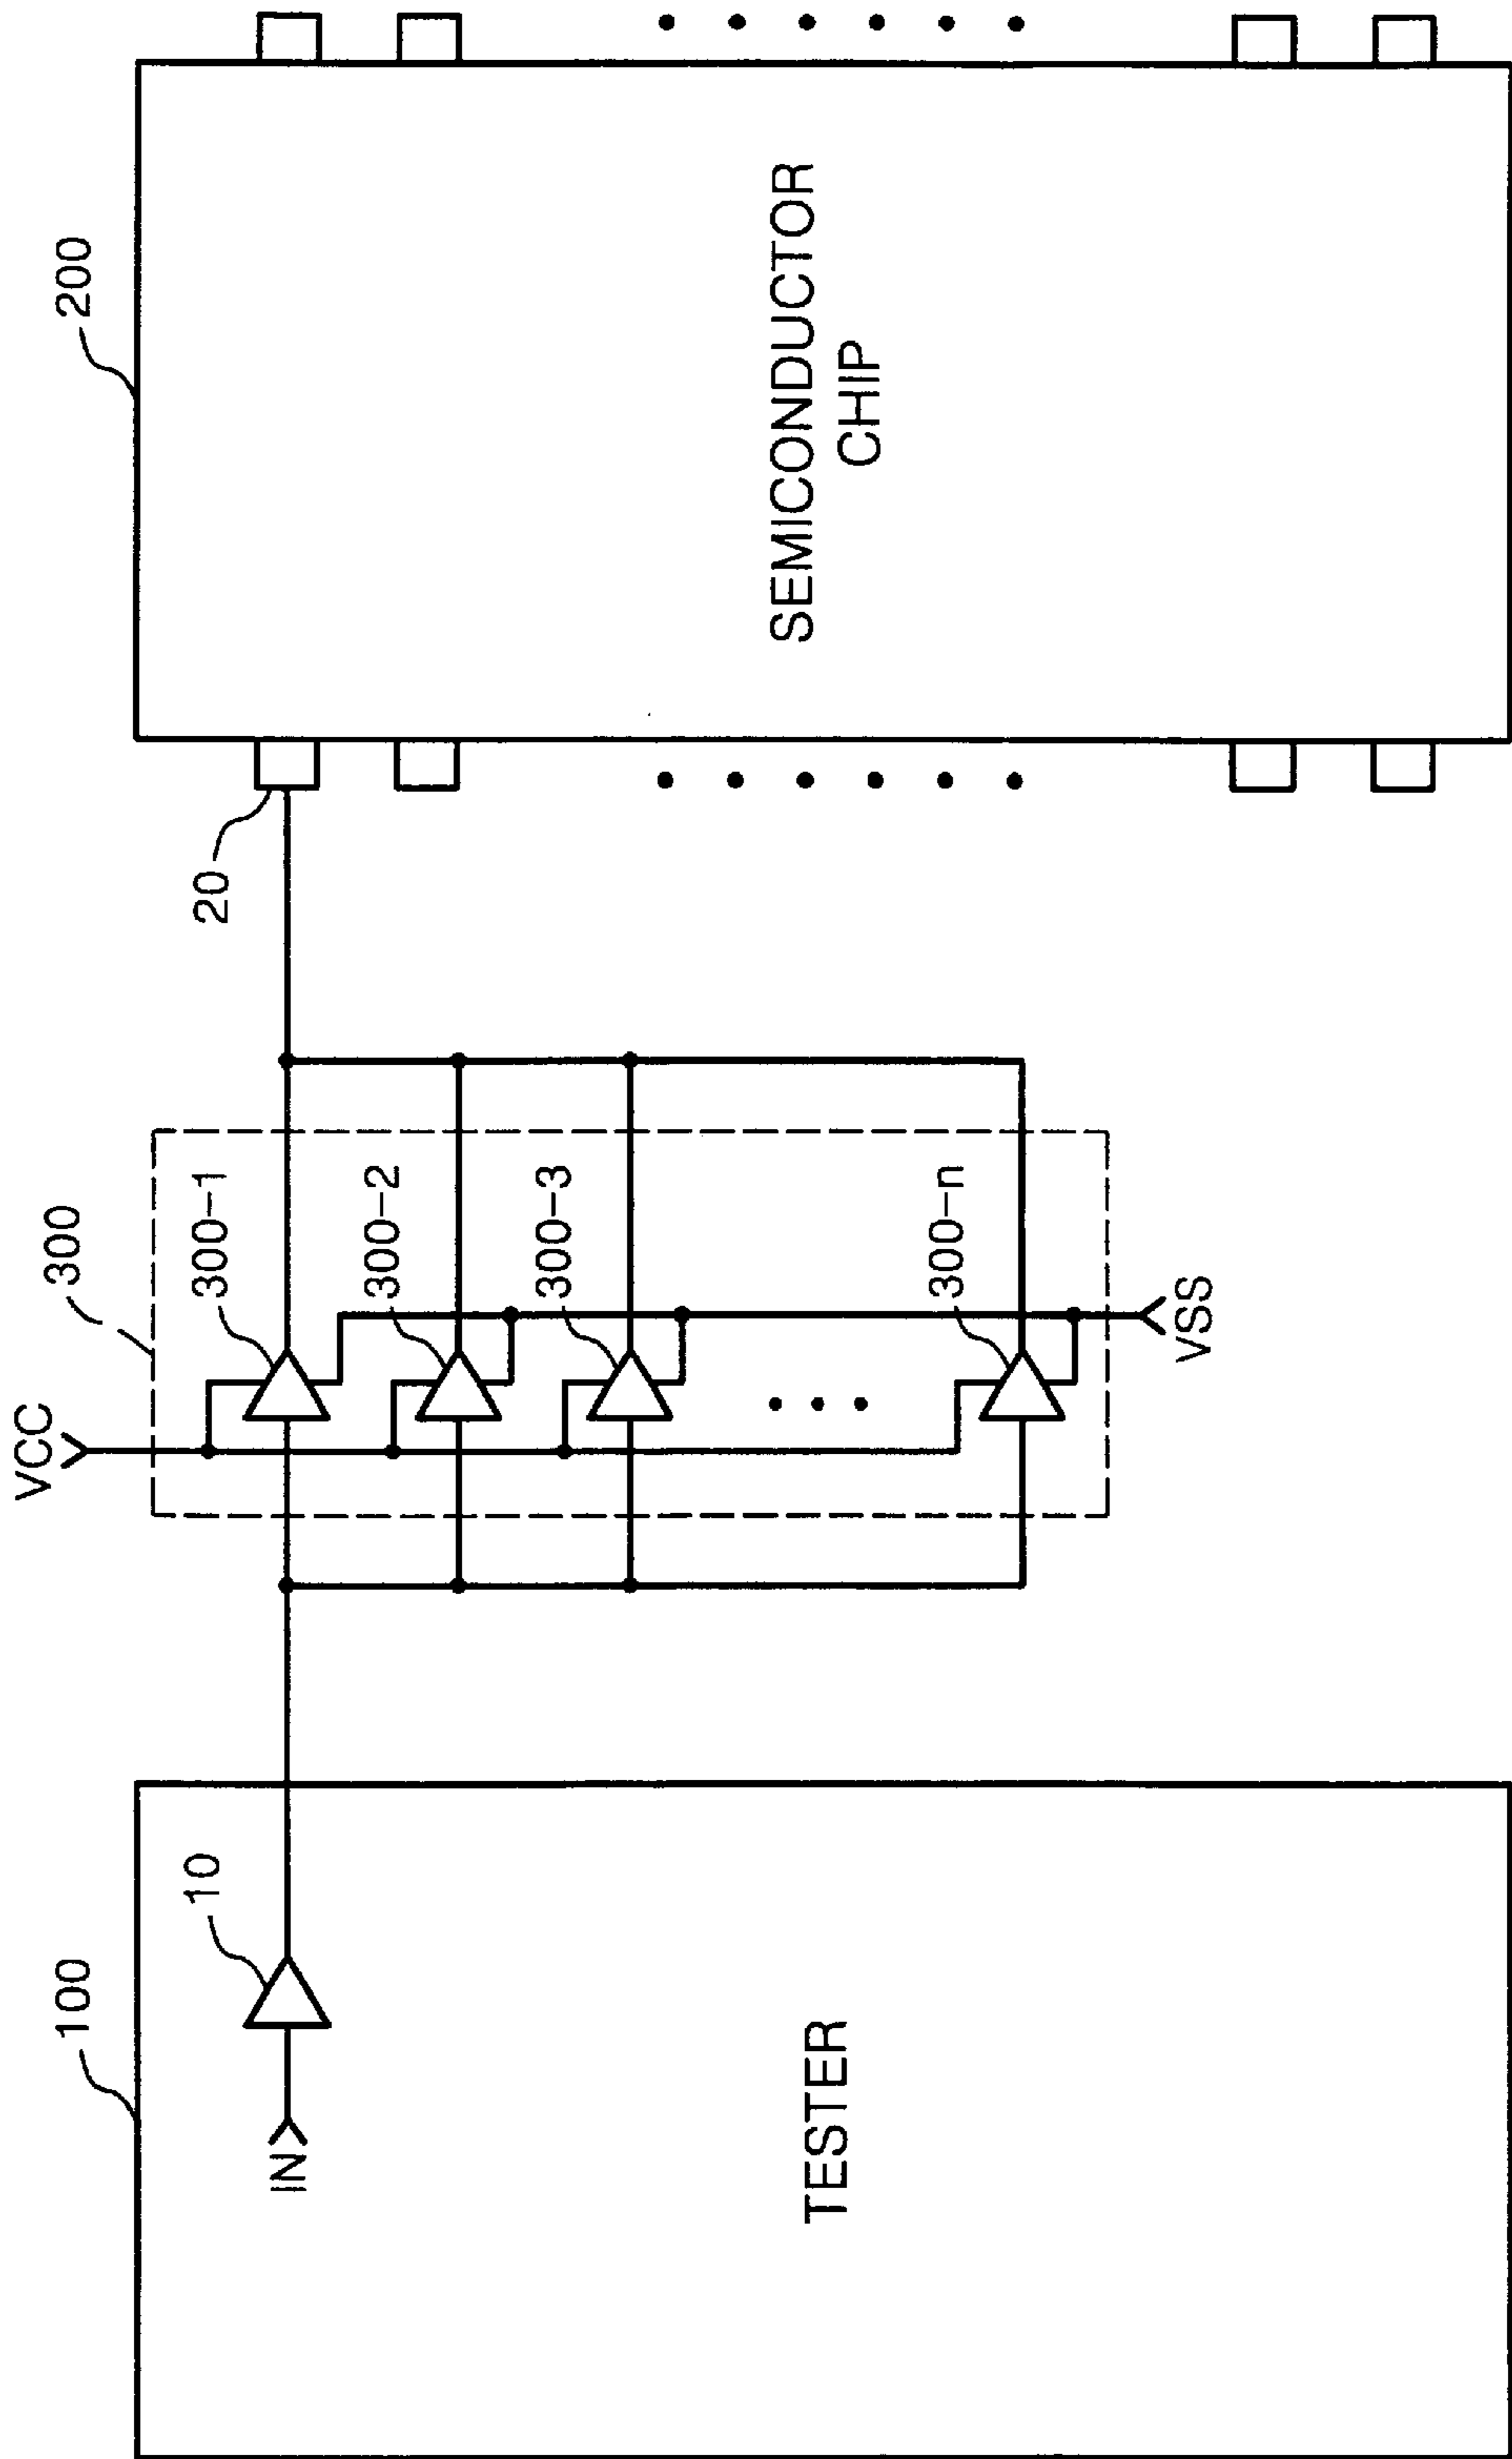 100
10
IN
TESTER
VCC
300
300-1
300-2
300-3
300-n
VSS
20
200
SEMICONDUCTOR
CHIP